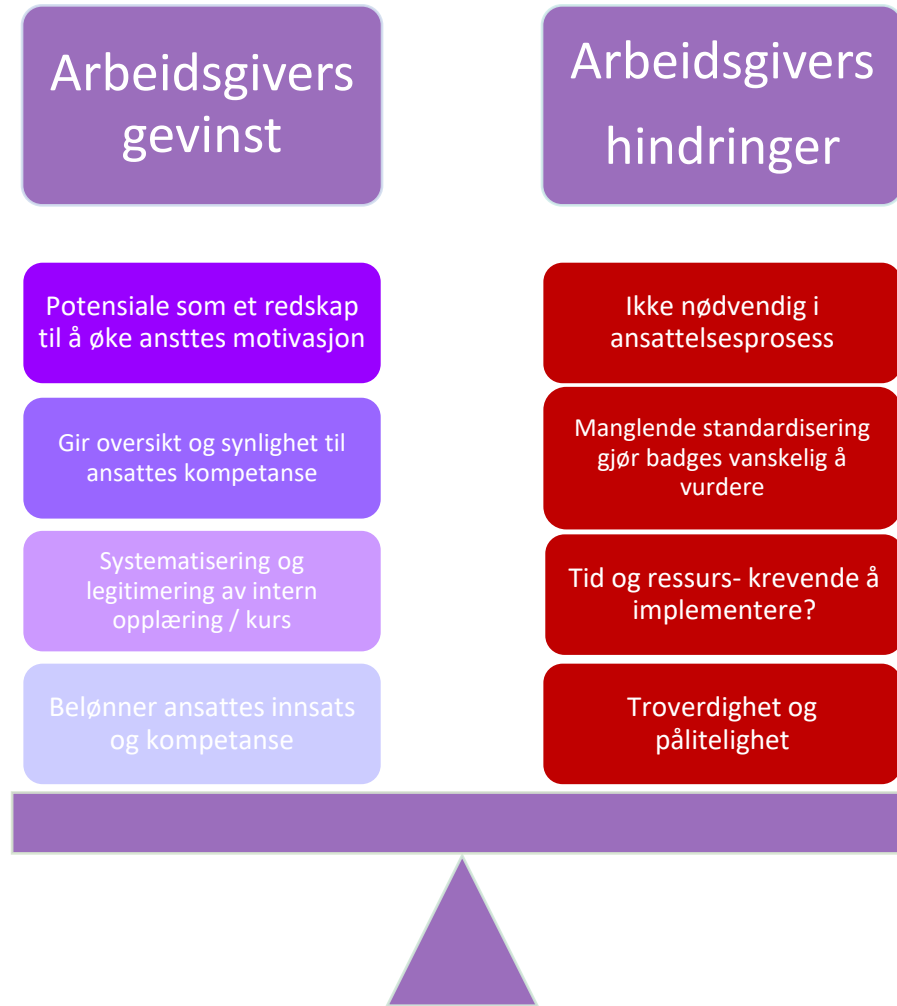 Arbeidsgivers
gevinst
Potensiale som et redskap
til å øke ansttes motivasjon
Gir oversikt og synlighet til
ansattes kompetanse
Systematisering og
legitimering av intern
opplæring / kurs
Belønner ansattes innsats
og kompetanse
Arbeidsgivers
hindringer
Ikke nødvendig i
ansattelsesprosess
Manglende standardisering
gjør badges vanskelig å
vurdere
Tid og ressurs- krevende å
implementere?
Troverdighet og
pålitelighet